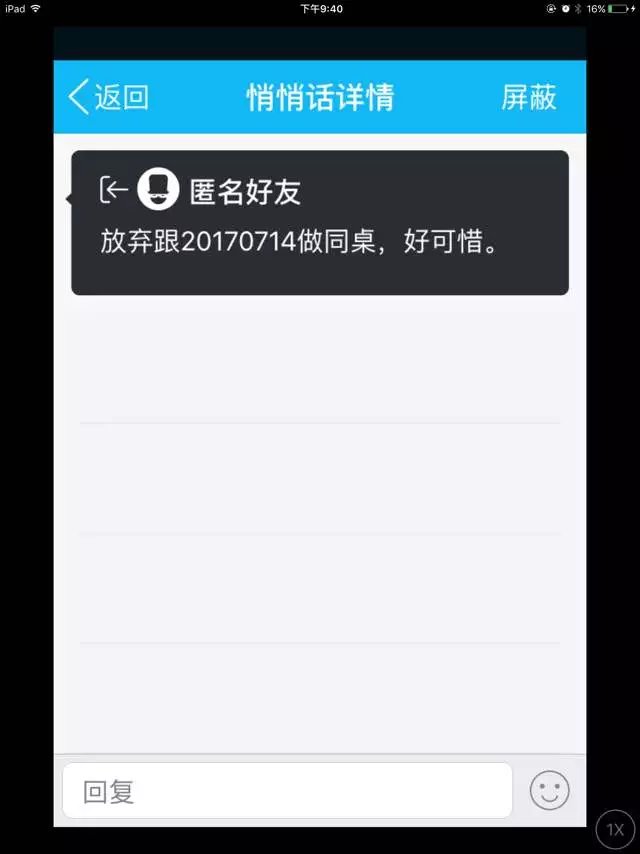 iPad 下午9:40 16%
返回 悄悄话详情 屏蔽
匿名好友
放弃跟20170714做同桌，好可惜。
回复
1X